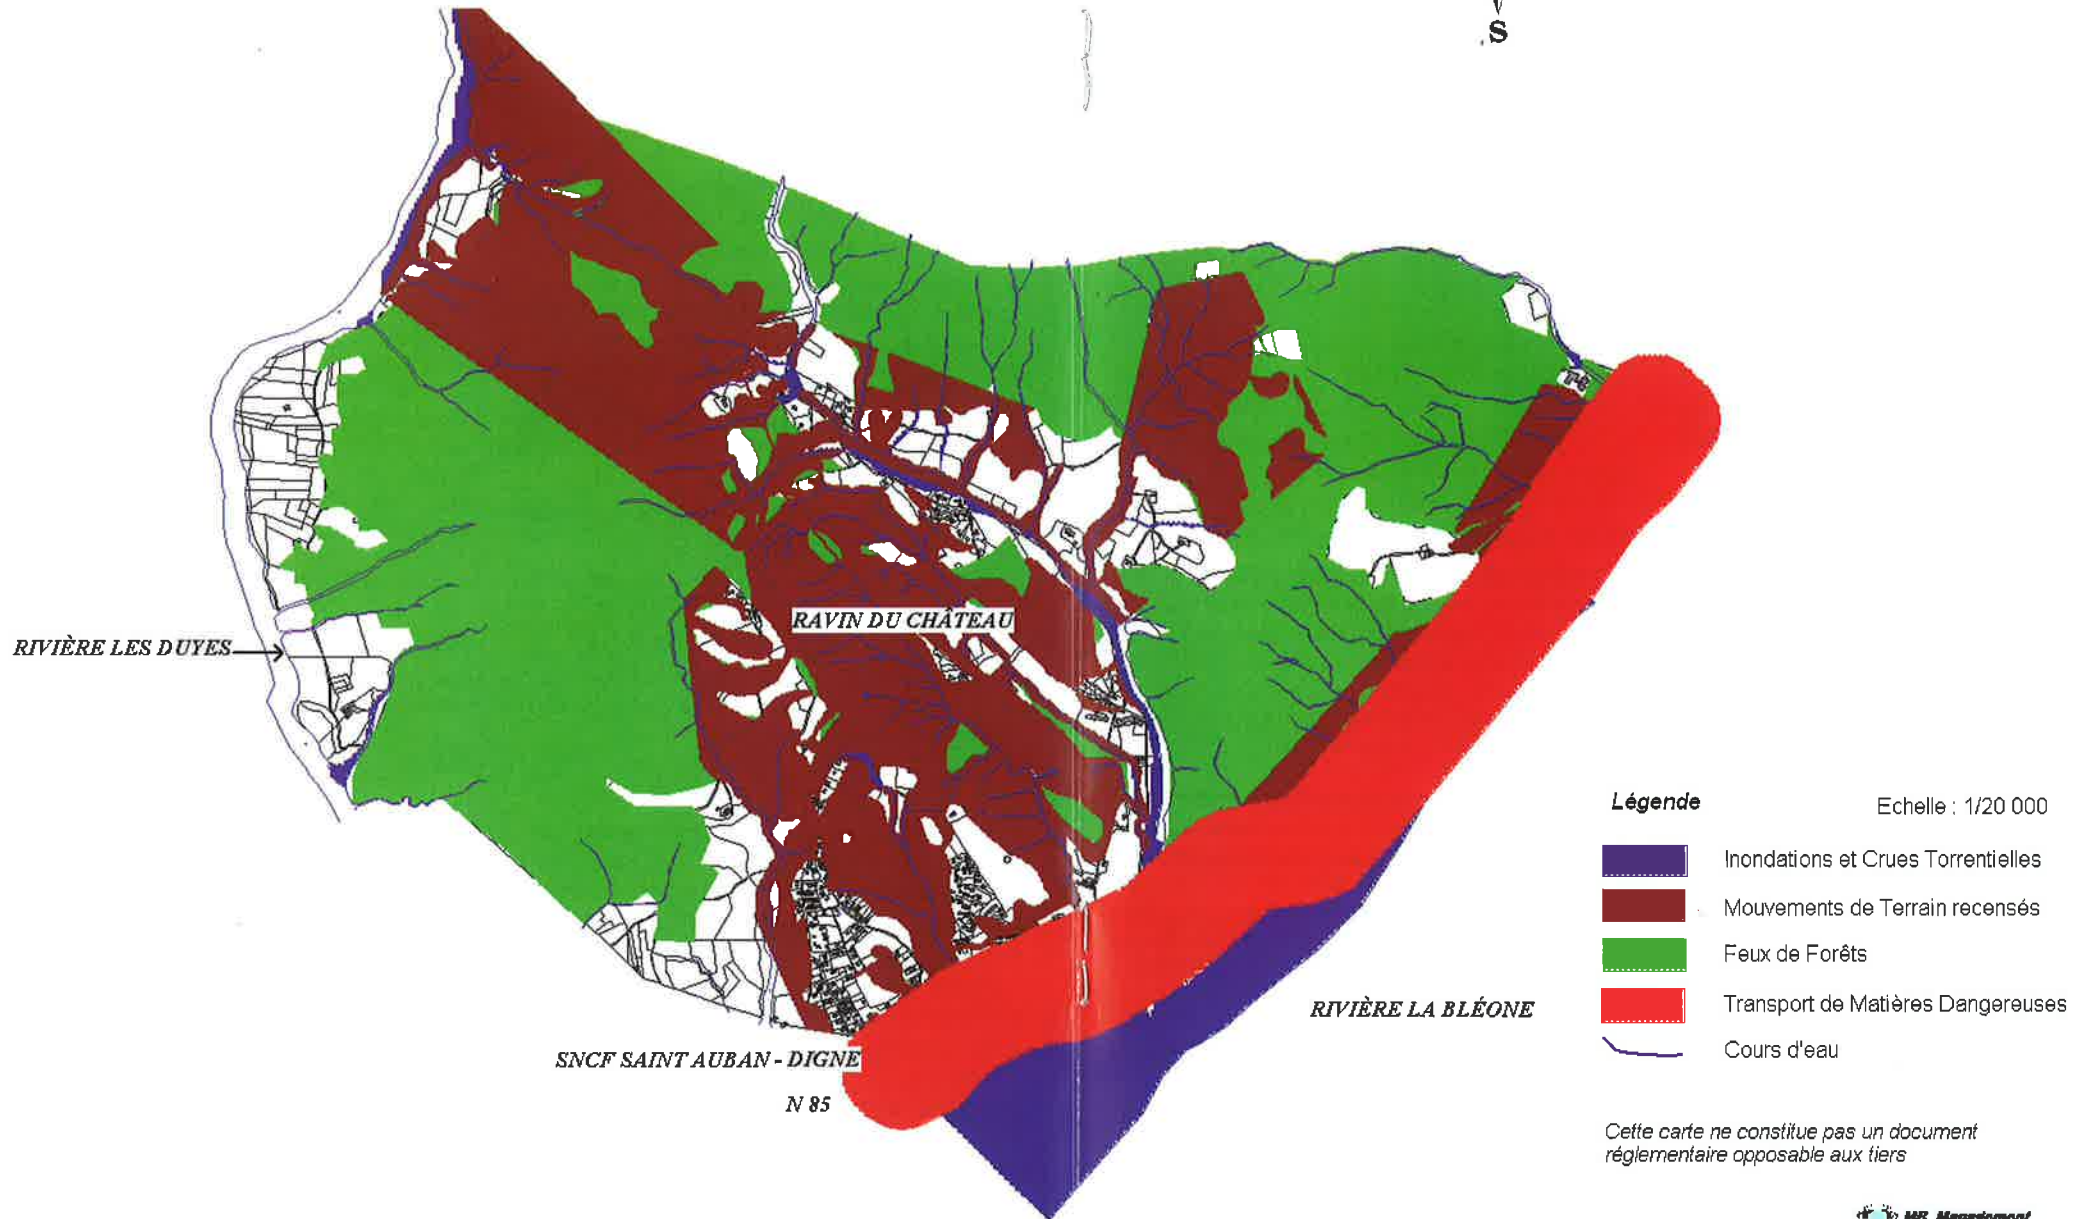 S
RAVIN DU CHÂTEAU
RIVIÈRE LES DUYES
Légende
Echelle : 1/20 000
Inondations et Crues Torrentielles
Mouvements de Terrain recensés
Feux de Forêts
Transport de Matières Dangereuses
Cours d'eau
RIVIÈRE LA BLÉONE
SNCF SAINT AUBAN - DIGNE
N 85
Cette carte ne constitue pas un document
réglementaire opposable aux tiers
MB Management